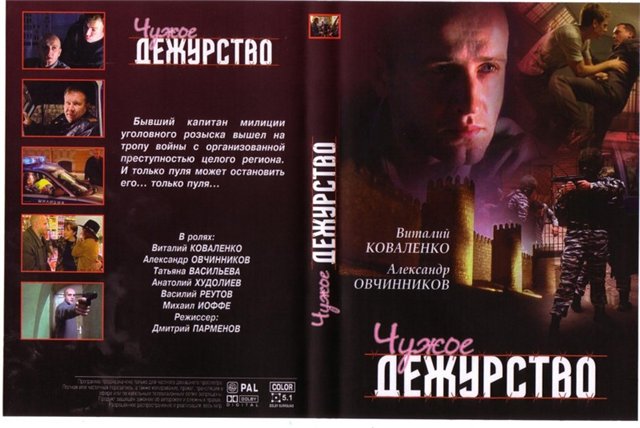 Чужое
ДЕЖУРСТВО
Бывший капитан милиции
уголовного розыска вышел на
тропу войны с организованной
преступностью целого региона.
И только пуля может остановить
его... только пуля...
В ролях:
Виталий КОВАЛЕНКО
Александр ОВЧИННИКОВ
Татьяна ВАСИЛЬЕВА
Анатолий ХУДОЛИЕВ
Василий РЕУТОВ
Михаил ИОФФЕ
Режиссер:
Дмитрий ПАРМЕНОВ
PAL
DOLBY
DIGITAL
COLOR
5.1
Чужое ДЕЖУРСТВО
Виталий
КОВАЛЕНКО
Александр
ОВЧИННИКОВ
Чужое
ДЕЖУРСТВО